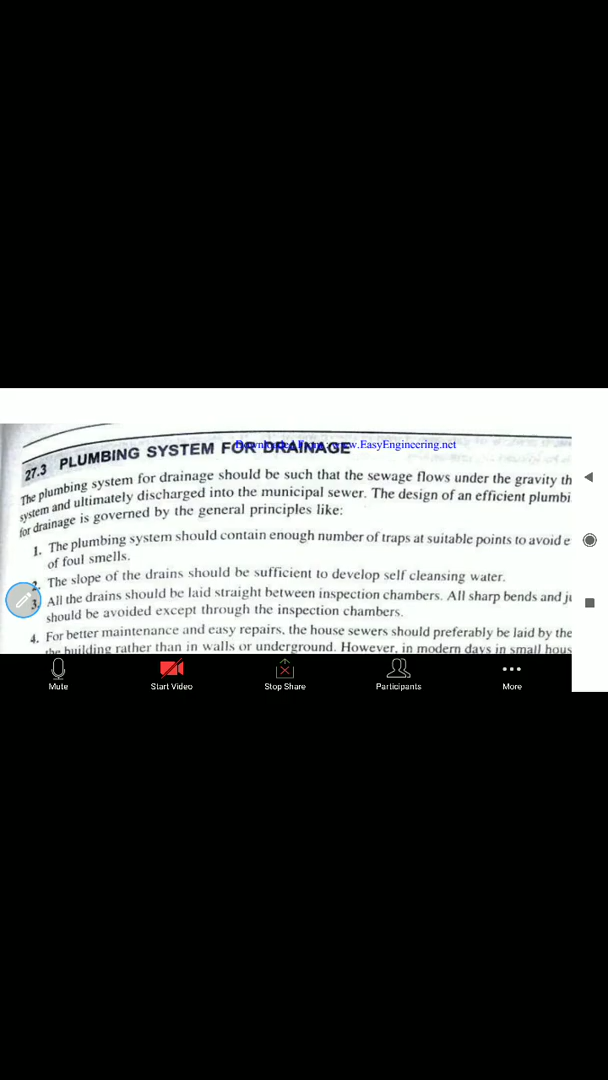 27.3 PLUMBING SYSTEM FOR DRAINAGE
Downloaded From : www.EasyEngineering.net
The plumbing system for drainage should be such that the sewage flows under the gravity th
system and ultimately discharged into the municipal sewer. The design of an efficient plumbi
for drainage is governed by the general principles like:
1. The plumbing system should contain enough number of traps at suitable points to avoid e
of foul smells.
2. The slope of the drains should be sufficient to develop self cleansing water.
3. All the drains should be laid straight between inspection chambers. All sharp bends and ju
should be avoided except through the inspection chambers.
4. For better maintenance and easy repairs, the house sewers should preferably be laid by the
the building rather than in walls or underground. However, in modern days in small hous
Mute Start Video Stop Share Participants More